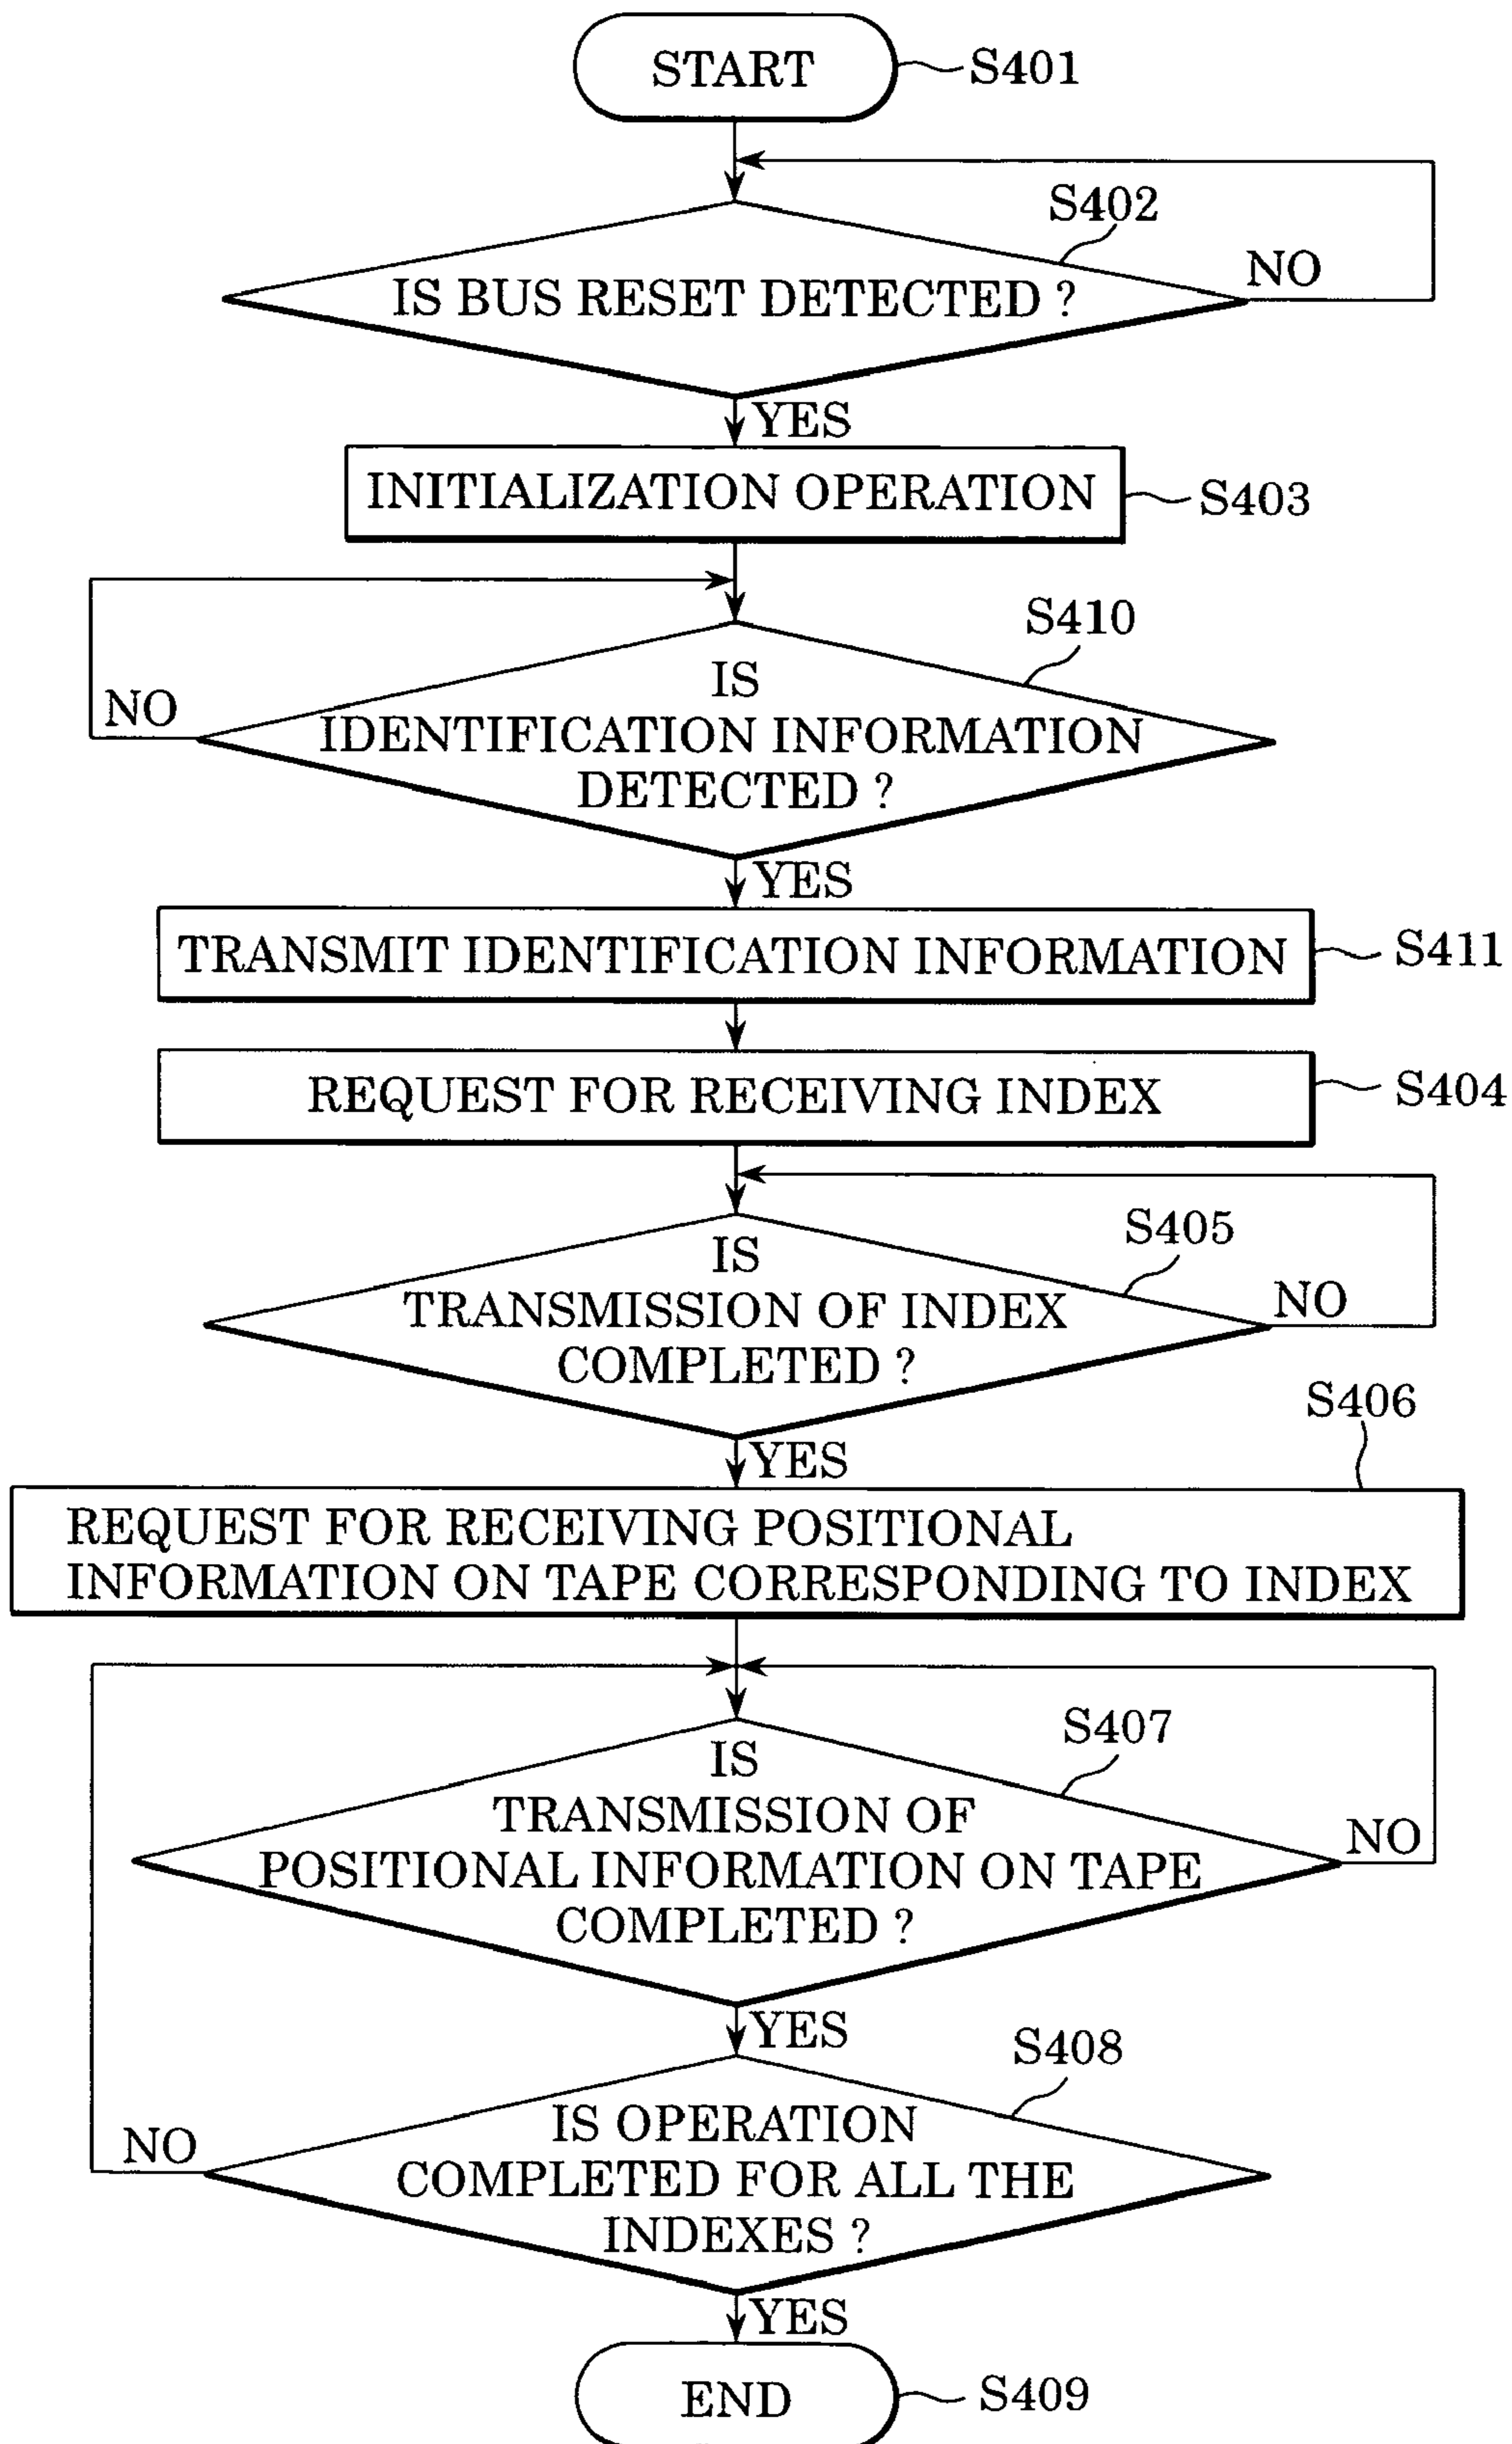 START
S401
S402
IS BUS RESET DETECTED ?
NO
YES
INITIALIZATION OPERATION
S403
S410
IS
IDENTIFICATION INFORMATION
DETECTED ?
NO
YES
TRANSMIT IDENTIFICATION INFORMATION
S411
REQUEST FOR RECEIVING INDEX
S404
S405
IS
TRANSMISSION OF INDEX
COMPLETED ?
NO
YES
S406
REQUEST FOR RECEIVING POSITIONAL
INFORMATION ON TAPE CORRESPONDING TO INDEX
S407
IS
TRANSMISSION OF
POSITIONAL INFORMATION ON TAPE
COMPLETED ?
NO
YES
S408
IS OPERATION
COMPLETED FOR ALL THE
INDEXES ?
NO
YES
END
S409